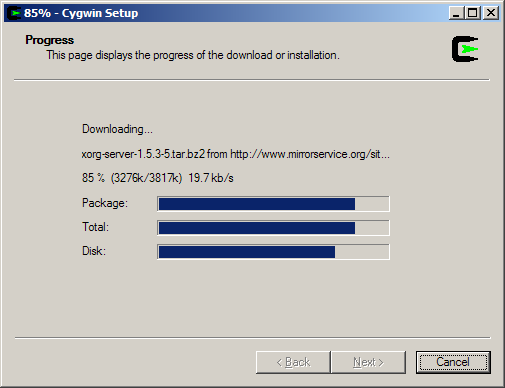 85% - Cygwin Setup
Progress
This page displays the progress of the download or installation.
Downloading...
xorg-server-1.5.3-5.tar.bz2 from http://www.mirrorservice.org/sit...
85 % (3276k/3817k) 19.7 kb/s
Package:
Total:
Disk:
< Back Next > Cancel